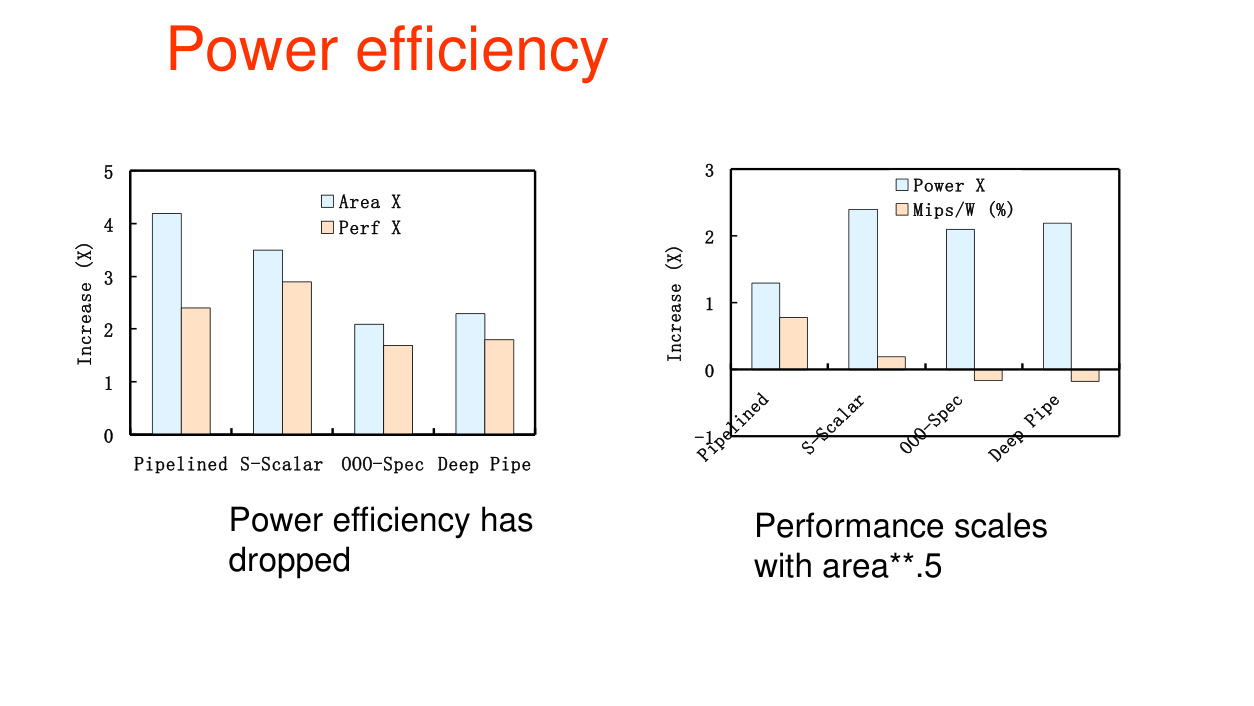 Power efficiency
5
4
3
2
1
0
Increase (X)
Area X
Perf X
Pipelined S-Scalar OOO-Spec Deep Pipe
3
2
1
0
-1
Increase (X)
Power X
Mips/W (%)
Pipelined
S-Scalar
OOO-Spec
Deep Pipe
Power efficiency has
dropped
Performance scales
with area**.5